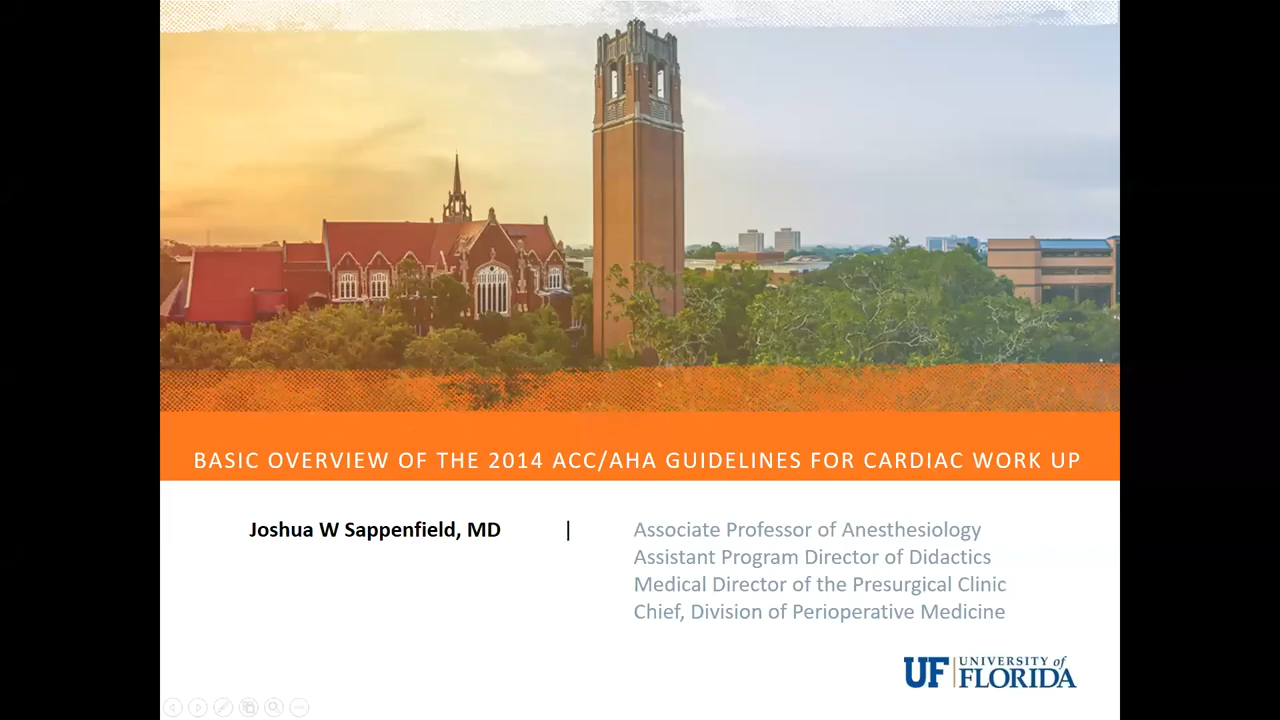 BASIC OVERVIEW OF THE 2014 ACC/AHA GUIDELINES FOR CARDIAC WORK UP
Joshua W Sappenfield, MD | Associate Professor of Anesthesiology
Assistant Program Director of Didactics
Medical Director of the Presurgical Clinic
Chief, Division of Perioperative Medicine
UF UNIVERSITY of
FLORIDA